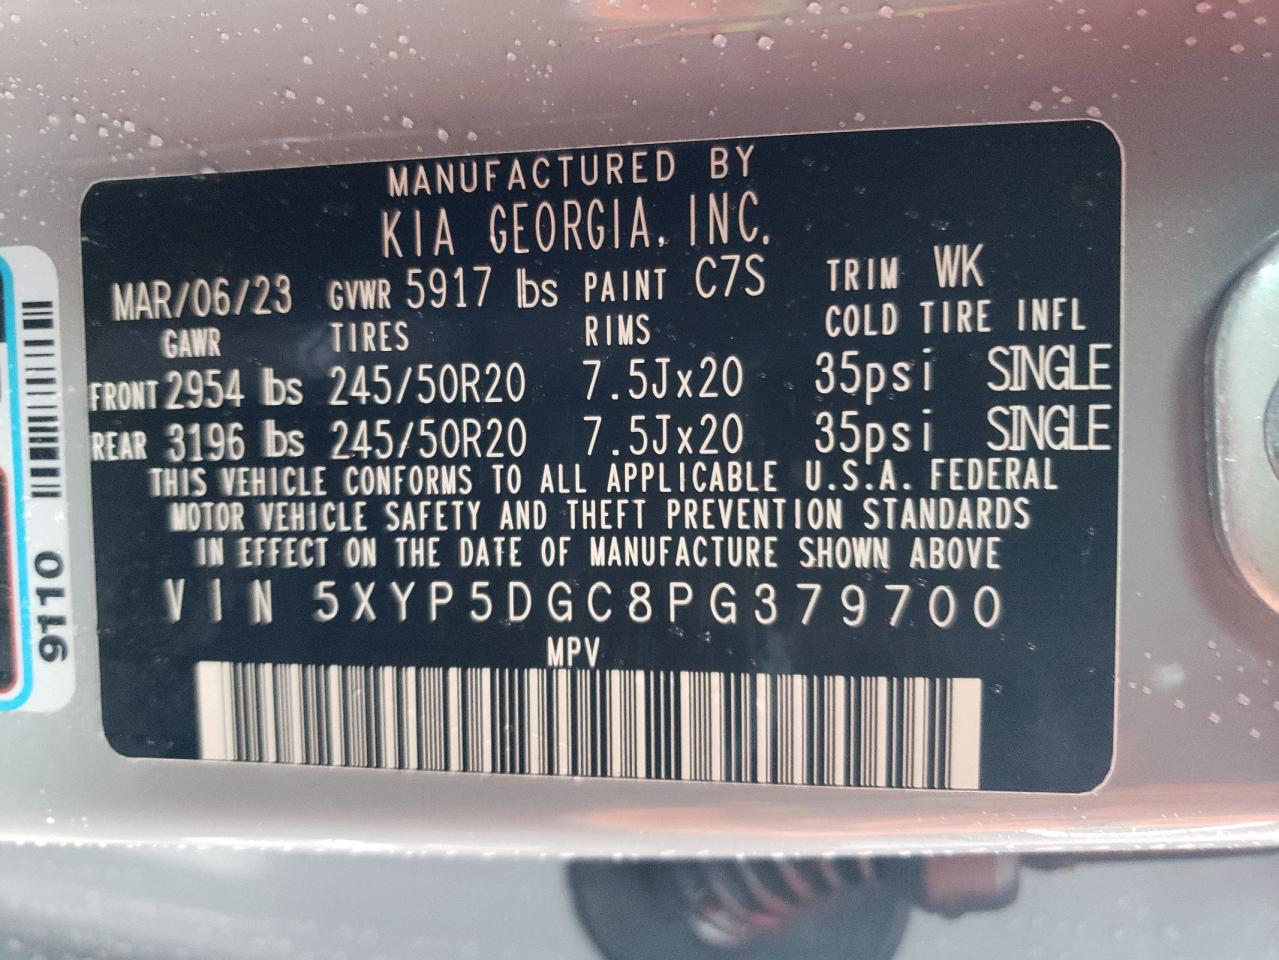 MANUFACTURED BY
KIA GEORGIA, INC.
MAR/06/23 GVWR 5917 lbs PAINT C7S TRIM WK
GAWR TIRES RIMS COLD TIRE INFL
FRONT 2954 lbs 245/50R20 7.5Jx20 35psi SINGLE
REAR 3196 lbs 245/50R20 7.5Jx20 35psi SINGLE
THIS VEHICLE CONFORMS TO ALL APPLICABLE U.S.A. FEDERAL
MOTOR VEHICLE SAFETY AND THEFT PREVENTION STANDARDS
IN EFFECT ON THE DATE OF MANUFACTURE SHOWN ABOVE
VIN 5XYP5DGC8PG379700
MPV
9110